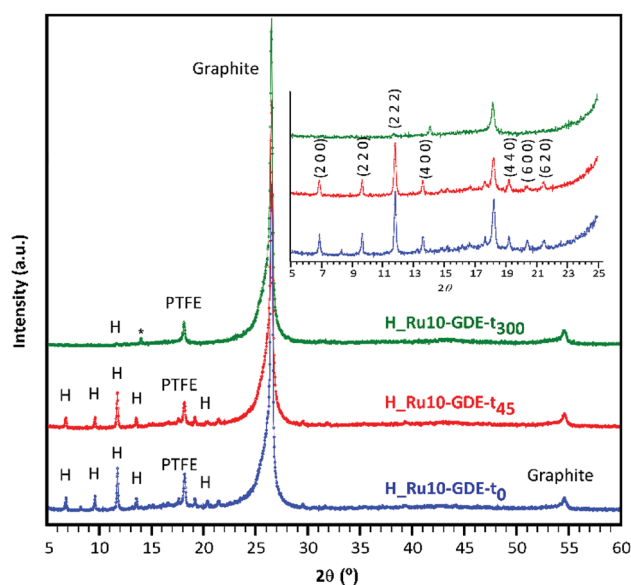 Graphite
(2 0 0)
(2 2 0)
(2 2 2)
(4 0 0)
(4 4 0)
(6 0 0)
(6 2 0)
5 7 9 11 13 15 17 19 21 23 25
2θ
PTFE
H
*
H_Ru10-GDE-t300
H H H H PTFE H
H_Ru10-GDE-t45
H H H H PTFE H
H_Ru10-GDE-t0
Graphite
Intensity (a.u.)
5 10 15 20 25 30 35 40 45 50 55 60
2θ (º)